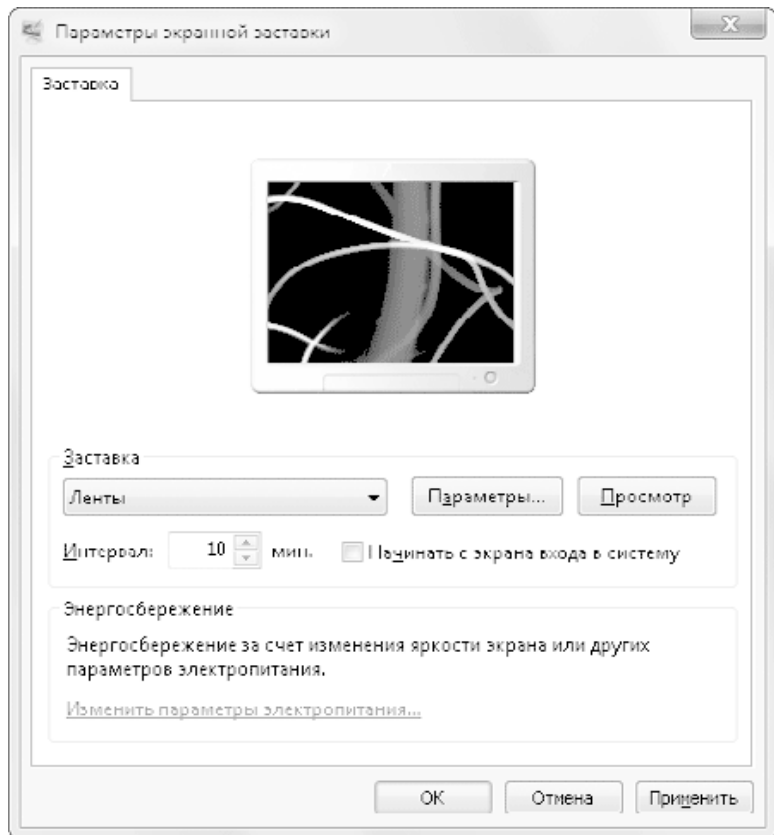 Параметры экранной заставки
Заставка
Заставка
Ленты
Параметры...
Просмотр
Интервал: 10 мин. Начинать с экрана входа в систему
Энергосбережение
Энергосбережение за счет изменения яркости экрана или других
параметров электропитания.
Изменить параметры электропитания...
ОК
Отмена
Применить